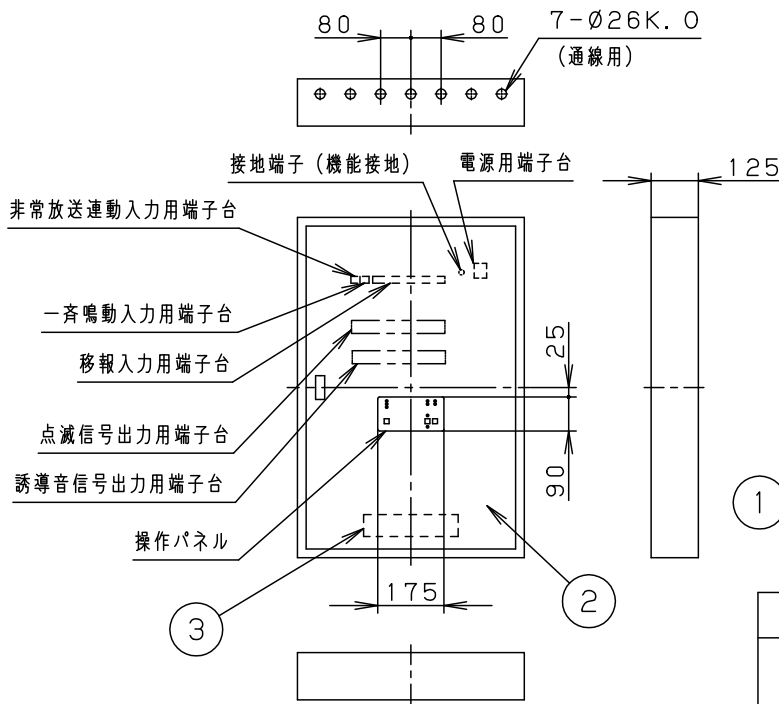 80
80
7-Ø26K.O
(通線用)
接地端子(機能接地)
電源用端子台
125
非常放送連動入力用端子台
一斉鳴動入力用端子台
移報入力用端子台
25
点滅信号出力用端子台
誘導音信号出力用端子台
90
操作パネル
1
175
2
3